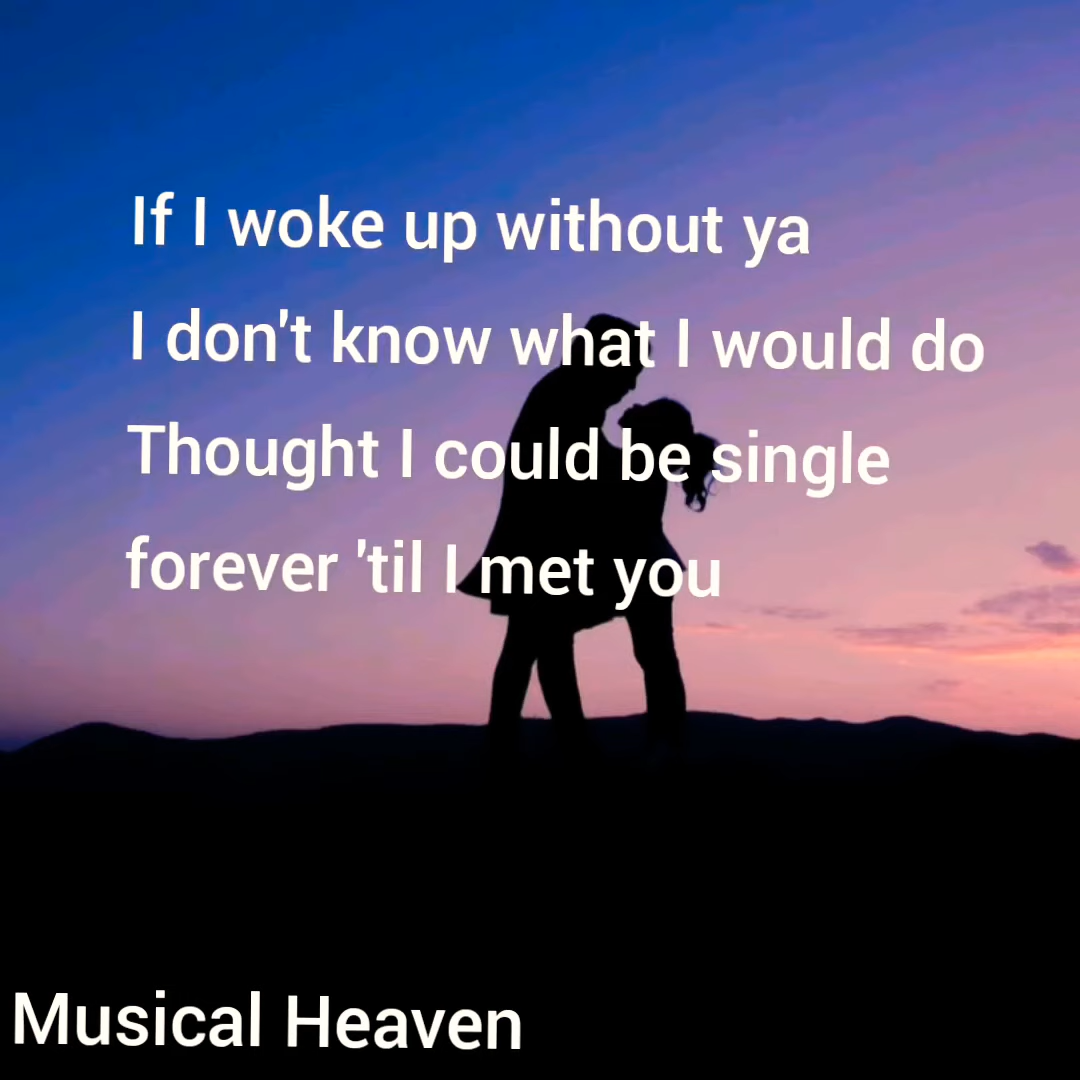 If I woke up without ya
I don't know what I would do
Thought I could be single
forever 'til I met you
Musical Heaven